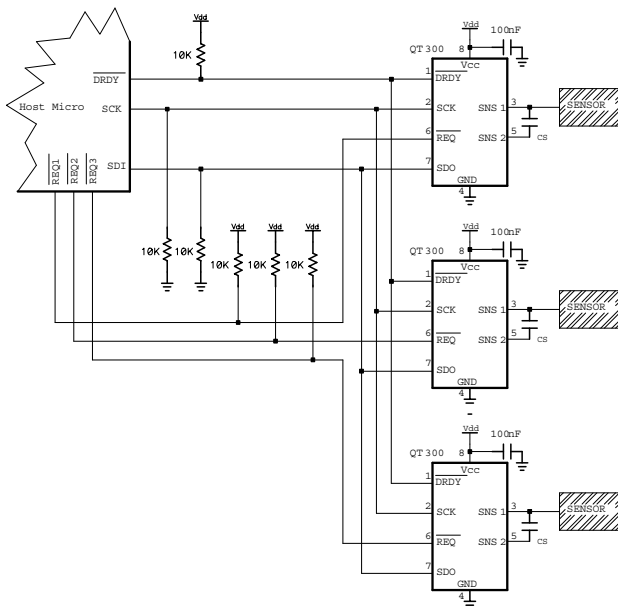 Vdd
10K
Host Micro
DRDY
SCK
SDI
REQ1
REQ2
REQ3
10K
10K
Vdd
10K
Vdd
10K
Vdd
10K
Vdd
100nF
QT300
8
Vcc
1
DRDY
2
SCK
6
REQ
7
SDO
GND
4
SNS 1
3
SNS 2
5
CS
SENSOR
Vdd
100nF
QT300
8
Vcc
1
DRDY
2
SCK
6
REQ
7
SDO
GND
4
SNS 1
3
SNS 2
5
CS
SENSOR
Vdd
100nF
QT300
8
Vcc
1
DRDY
2
SCK
6
REQ
7
SDO
GND
4
SNS 1
3
SNS 2
5
CS
SENSOR